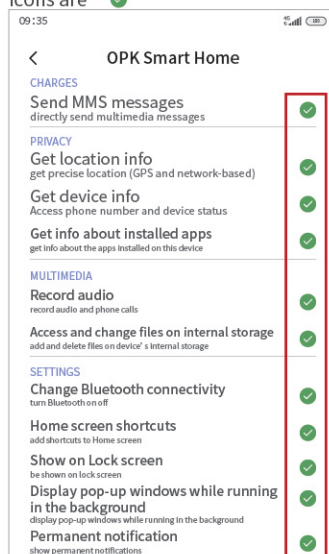 icons are
09:35
4G
100
OPK Smart Home
CHARGES
Send MMS messages
directly send multimedia messages
PRIVACY
Get location info
get precise location (GPS and network-based)
Get device info
Access phone number and device status
Get info about installed apps
get info about the apps installed on this device
MULTIMEDIA
Record audio
record audio and phone calls
Access and change files on internal storage
add and delete files on device' s internal storage
SETTINGS
Change Bluetooth connectivity
turn Bluetooth on off
Home screen shortcuts
add shortcuts to Home screen
Show on Lock screen
be shown on lock screen
Display pop-up windows while running
in the background
display pop-up windows while running in the background
Permanent notification
show permanent notifications